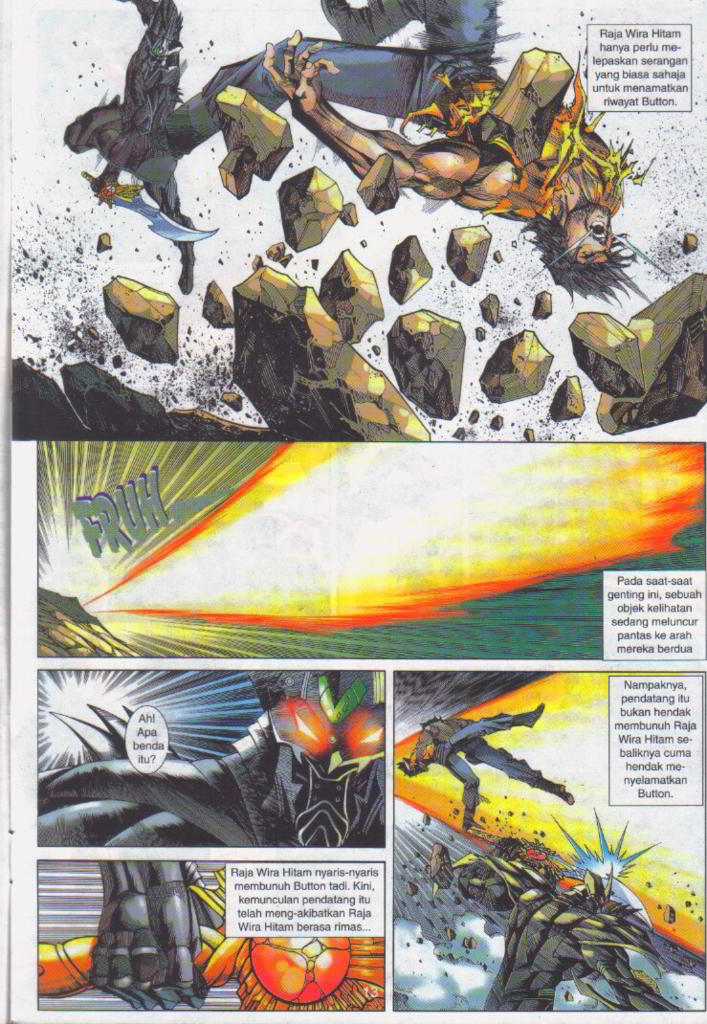 Raja Wira Hitam
hanya perlu me-
lepaskan serangan
yang biasa sahaja
untuk menamatkan
riwayat Button.
FRUH
Pada saat-saat
genting ini, sebuah
objek kelihatan
sedang meluncur
pantas ke arah
mereka berdua
Ah!
Apa
benda
itu?
Nampaknya,
pendatang itu
bukan hendak
membunuh Raja
Wira Hitam se-
baliknya cuma
hendak me-
nyelamatkan
Button.
Raja Wira Hitam nyaris-nyaris
membunuh Button tadi. Kini,
kemunculan pendatang itu
telah meng-akibatkan Raja
Wira Hitam berasa rimas...
13